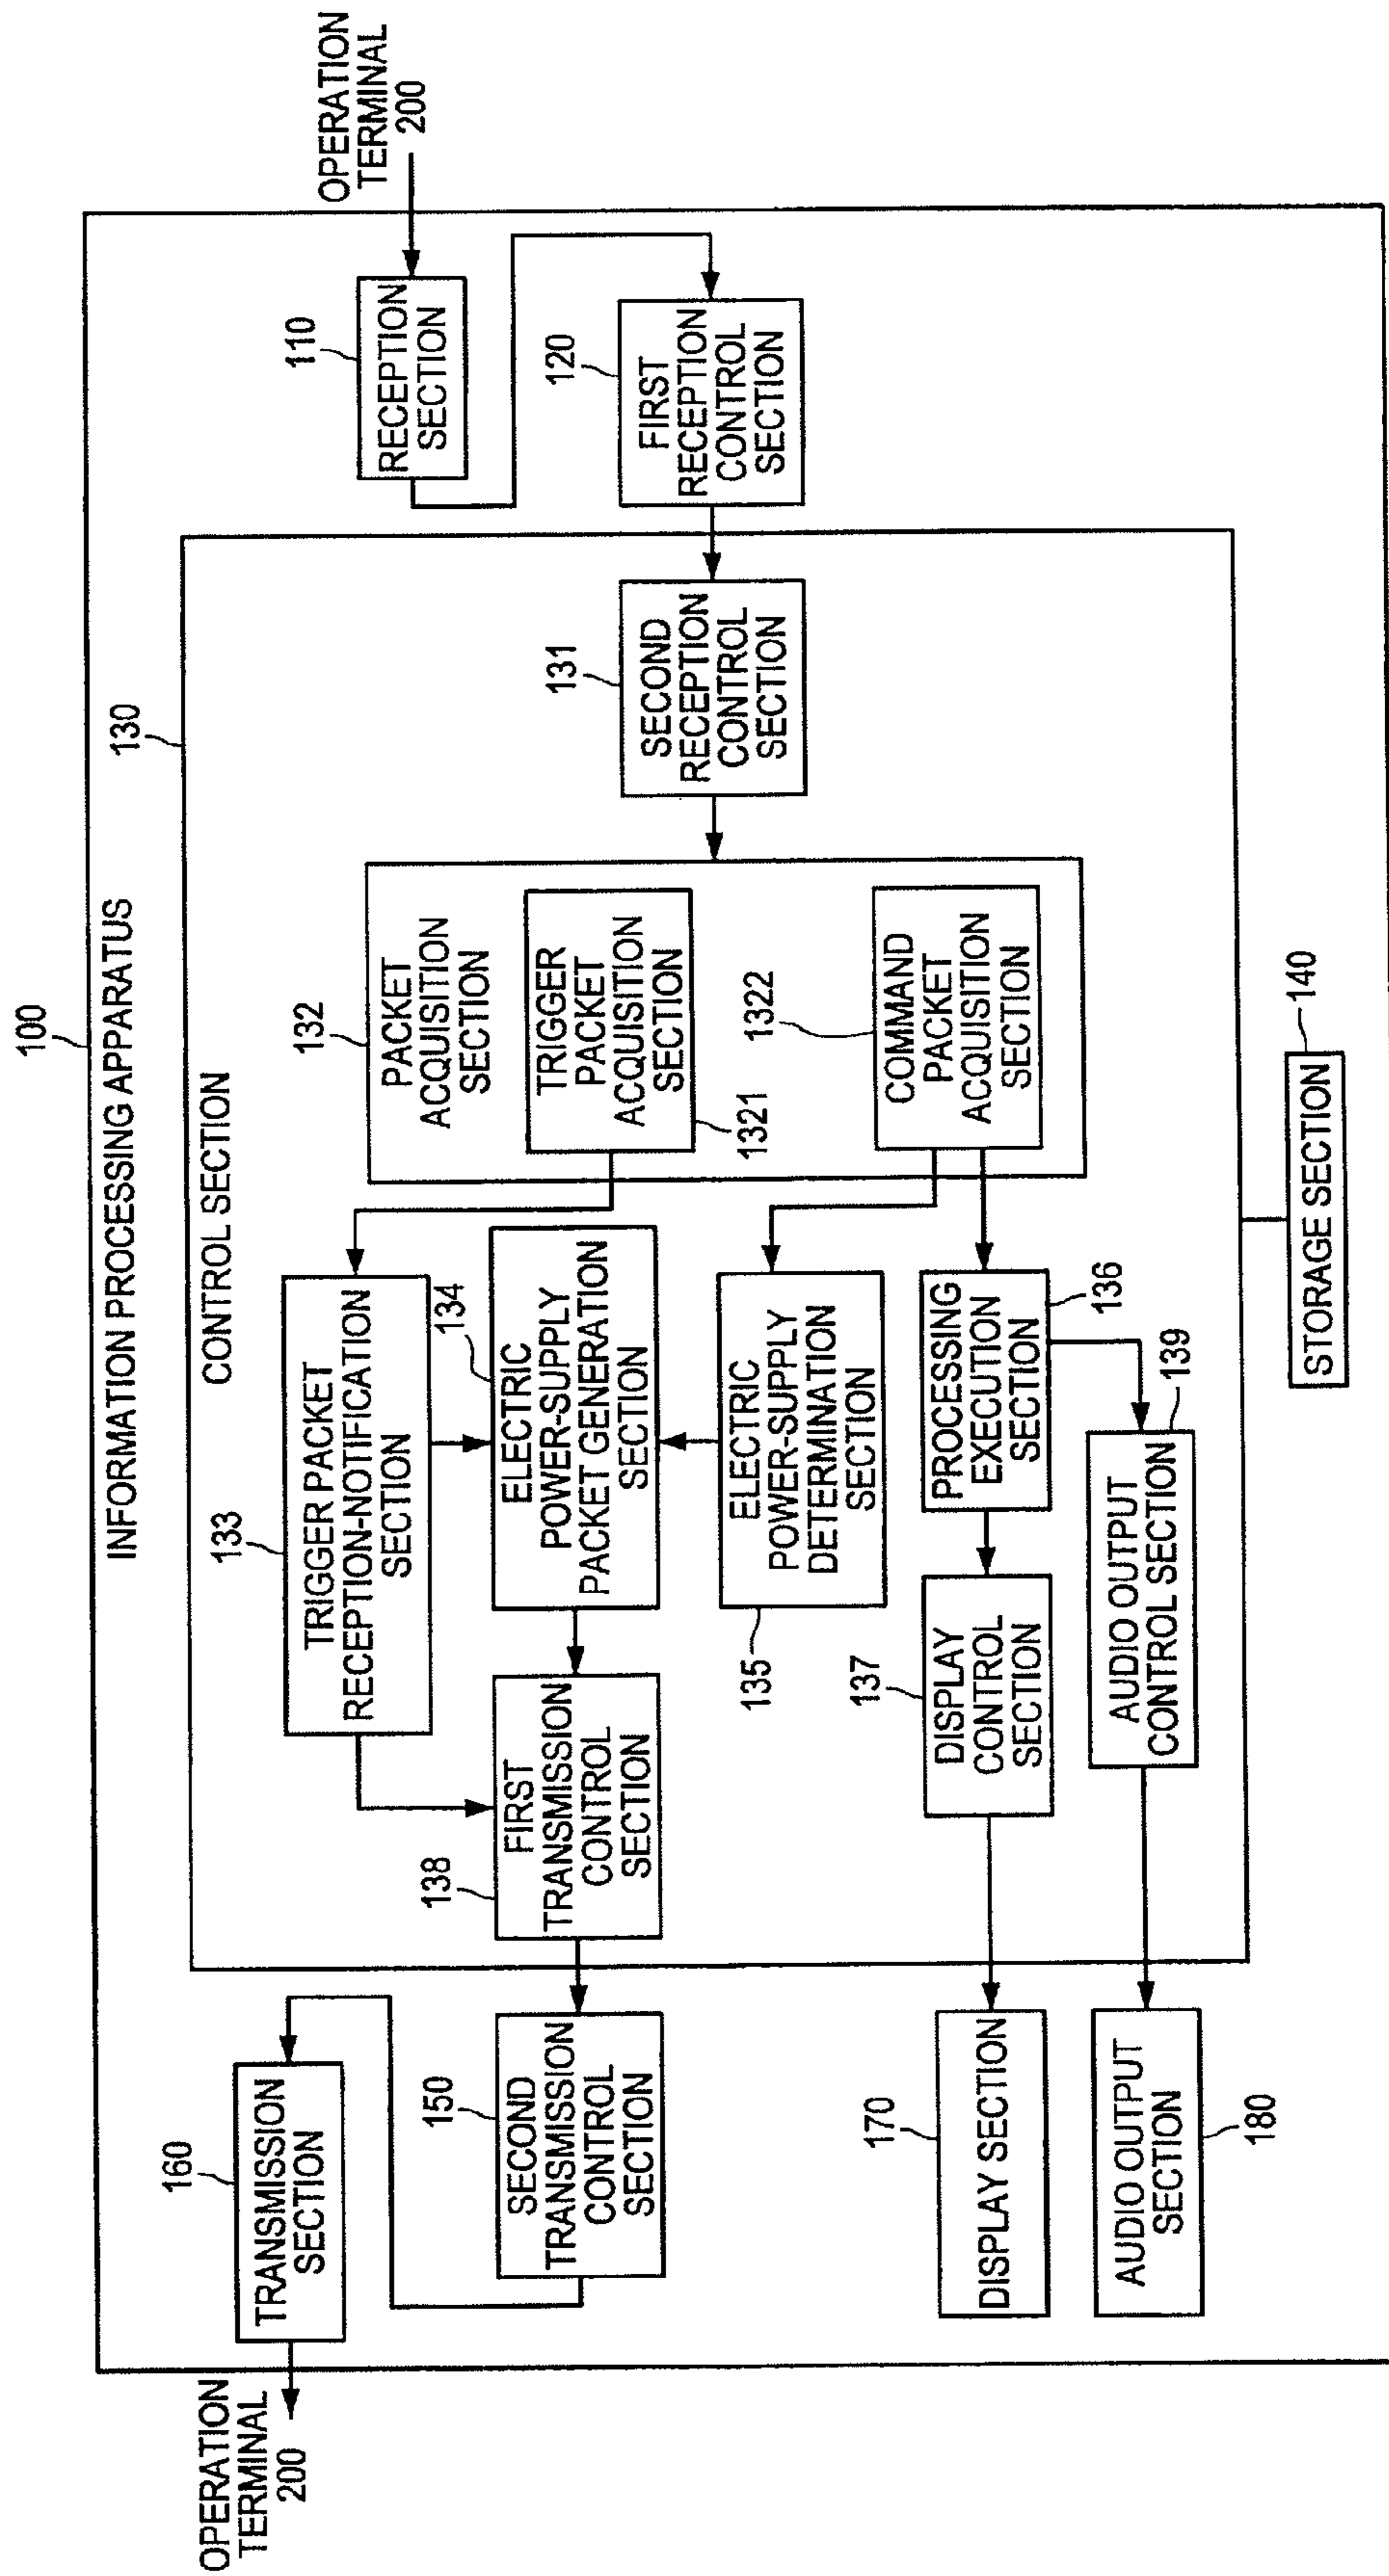 100
INFORMATION PROCESSING APPARATUS
130
CONTROL SECTION
OPERATION
TERMINAL
200
160
TRANSMISSION
SECTION
150
SECOND
TRANSMISSION
CONTROL
SECTION
138
FIRST
TRANSMISSION
CONTROL
SECTION
133
TRIGGER PACKET
RECEPTION-NOTIFICATION
SECTION
134
ELECTRIC
POWER-SUPPLY
PACKET GENERATION
SECTION
135
ELECTRIC
POWER-SUPPLY
DETERMINATION
SECTION
136
PROCESSING
EXECUTION
SECTION
137
DISPLAY
CONTROL
SECTION
139
AUDIO OUTPUT
CONTROL SECTION
170
DISPLAY SECTION
180
AUDIO OUTPUT
SECTION
132
PACKET
ACQUISITION
SECTION
TRIGGER
PACKET
ACQUISITION
SECTION
1321
1322
COMMAND
PACKET
ACQUISITION
SECTION
131
SECOND
RECEPTION
CONTROL
SECTION
120
FIRST
RECEPTION
CONTROL
SECTION
110
RECEPTION
SECTION
OPERATION
TERMINAL
200
140
STORAGE SECTION